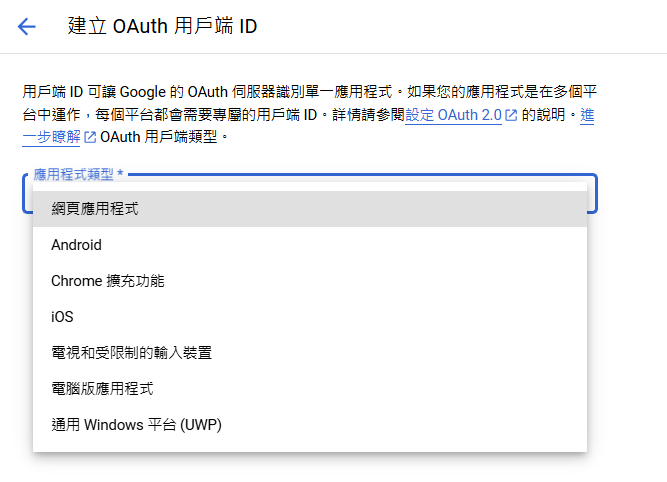 建立 OAuth 用戶端 ID
用戶端 ID 可讓 Google 的 OAuth 伺服器識別單一應用程式。如果您的應用程式是在多個平
台中運作，每個平台都會需要專屬的用戶端 ID。詳情請參閱設定 OAuth 2.0 的說明。進
一步瞭解 OAuth 用戶端類型。
應用程式類型 *
網頁應用程式
Android
Chrome 擴充功能
iOS
電視和受限制的輸入裝置
電腦版應用程式
通用 Windows 平台 (UWP)